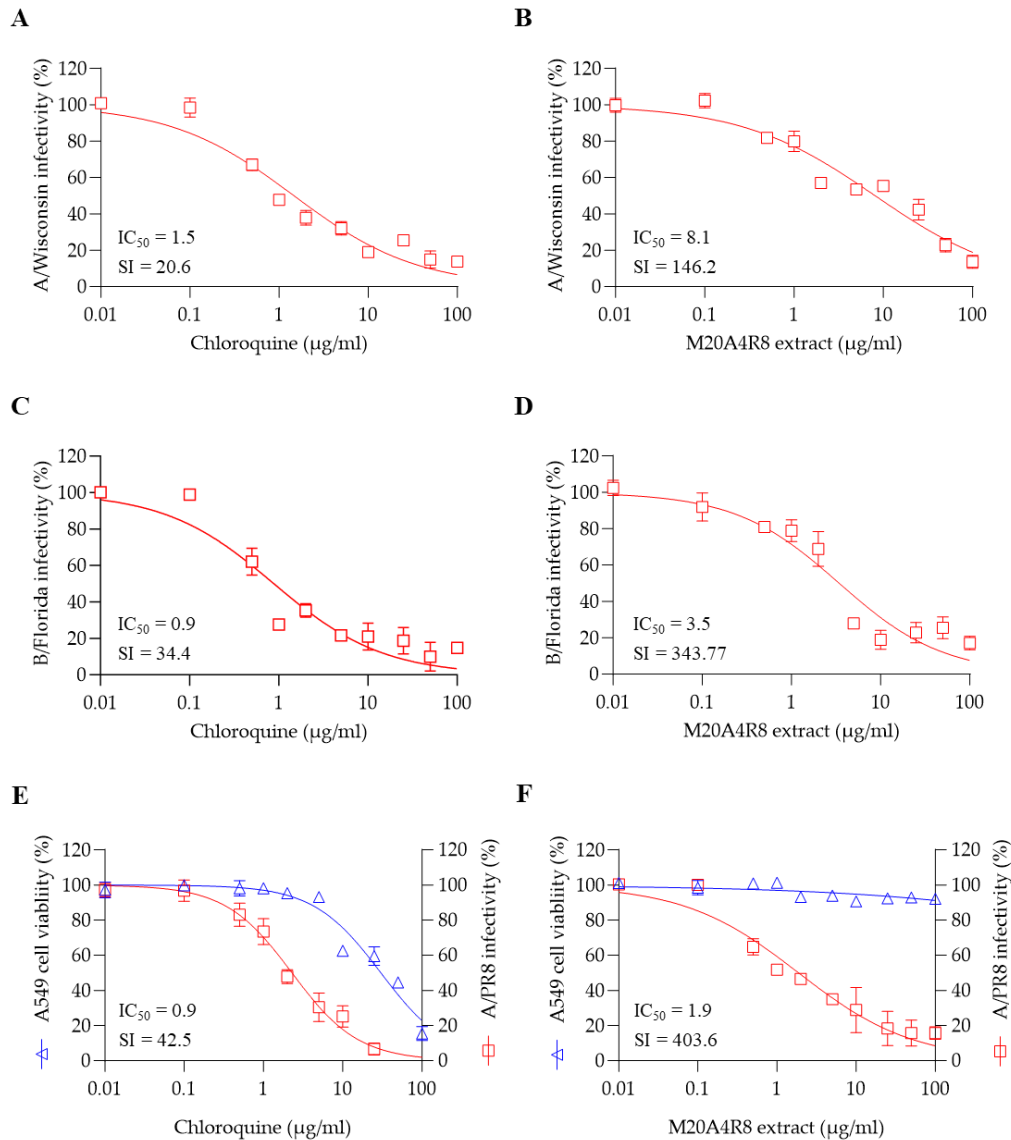 A
B
120
100
80
60
40
20
0
A/Wisconsin infectivity (%)
IC50 = 1.5
SI = 20.6
0.01 0.1 1 10 100
Chloroquine (µg/ml)
120
100
80
60
40
20
0
A/Wisconsin infectivity (%)
IC50 = 8.1
SI = 146.2
0.01 0.1 1 10 100
M20A4R8 extract (µg/ml)
C
D
120
100
80
60
40
20
0
B/Florida infectivity (%)
IC50 = 0.9
SI = 34.4
0.01 0.1 1 10 100
Chloroquine (µg/ml)
120
100
80
60
40
20
0
B/Florida infectivity (%)
IC50 = 3.5
SI = 343.77
0.01 0.1 1 10 100
M20A4R8 extract (µg/ml)
E
F
A549 cell viability (%)
120
100
80
60
40
20
0
IC50 = 0.9
SI = 42.5
120
100
80
60
40
20
0
A/PR8 infectivity (%)
0.01 0.1 1 10 100
Chloroquine (µg/ml)
A549 cell viability (%)
120
100
80
60
40
20
0
IC50 = 1.9
SI = 403.6
120
100
80
60
40
20
0
A/PR8 infectivity (%)
0.01 0.1 1 10 100
M20A4R8 extract (µg/ml)